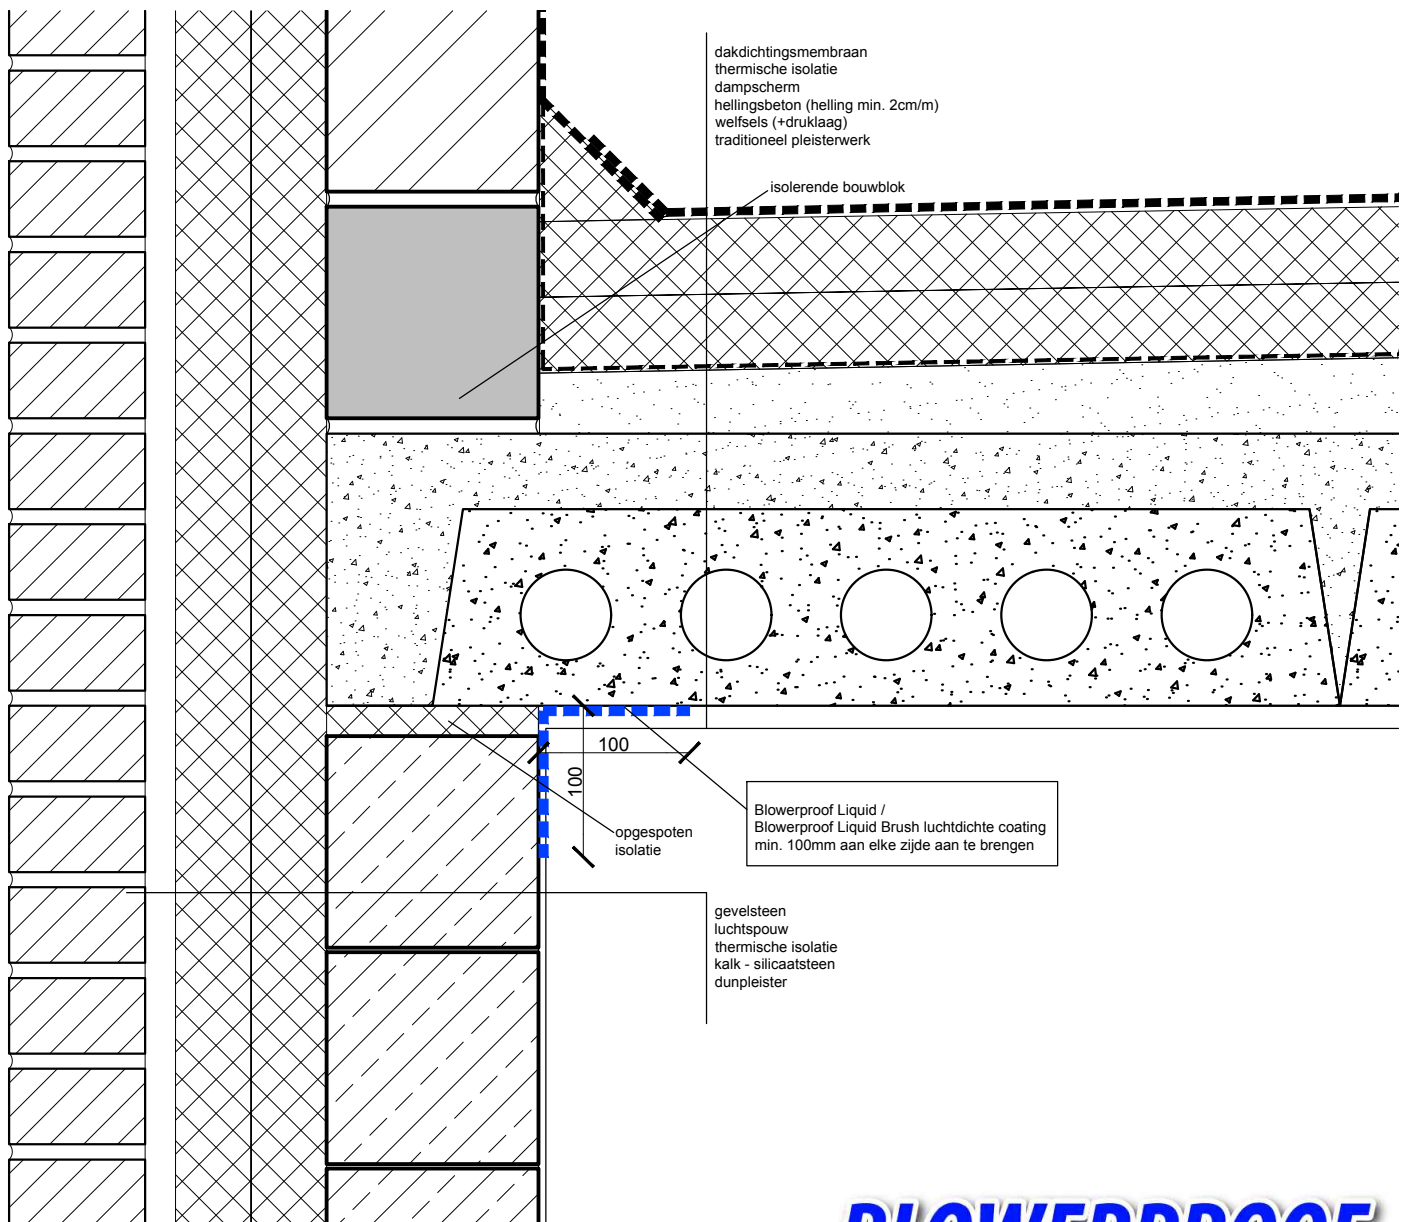 dakdichtingsmembraan
thermische isolatie
dampscherm
hellingsbeton (helling min. 2cm/m)
welfsels (+druklaag)
traditioneel pleisterwerk
isolerende bouwblok
100
100
Blowerproof Liquid /
Blowerproof Liquid Brush luchtdichte coating
min. 100mm aan elke zijde aan te brengen
opgespoten
isolatie
gevelsteen
luchtspouw
thermische isolatie
kalk - silicaatsteen
dunpleister
BLOWERPROOF